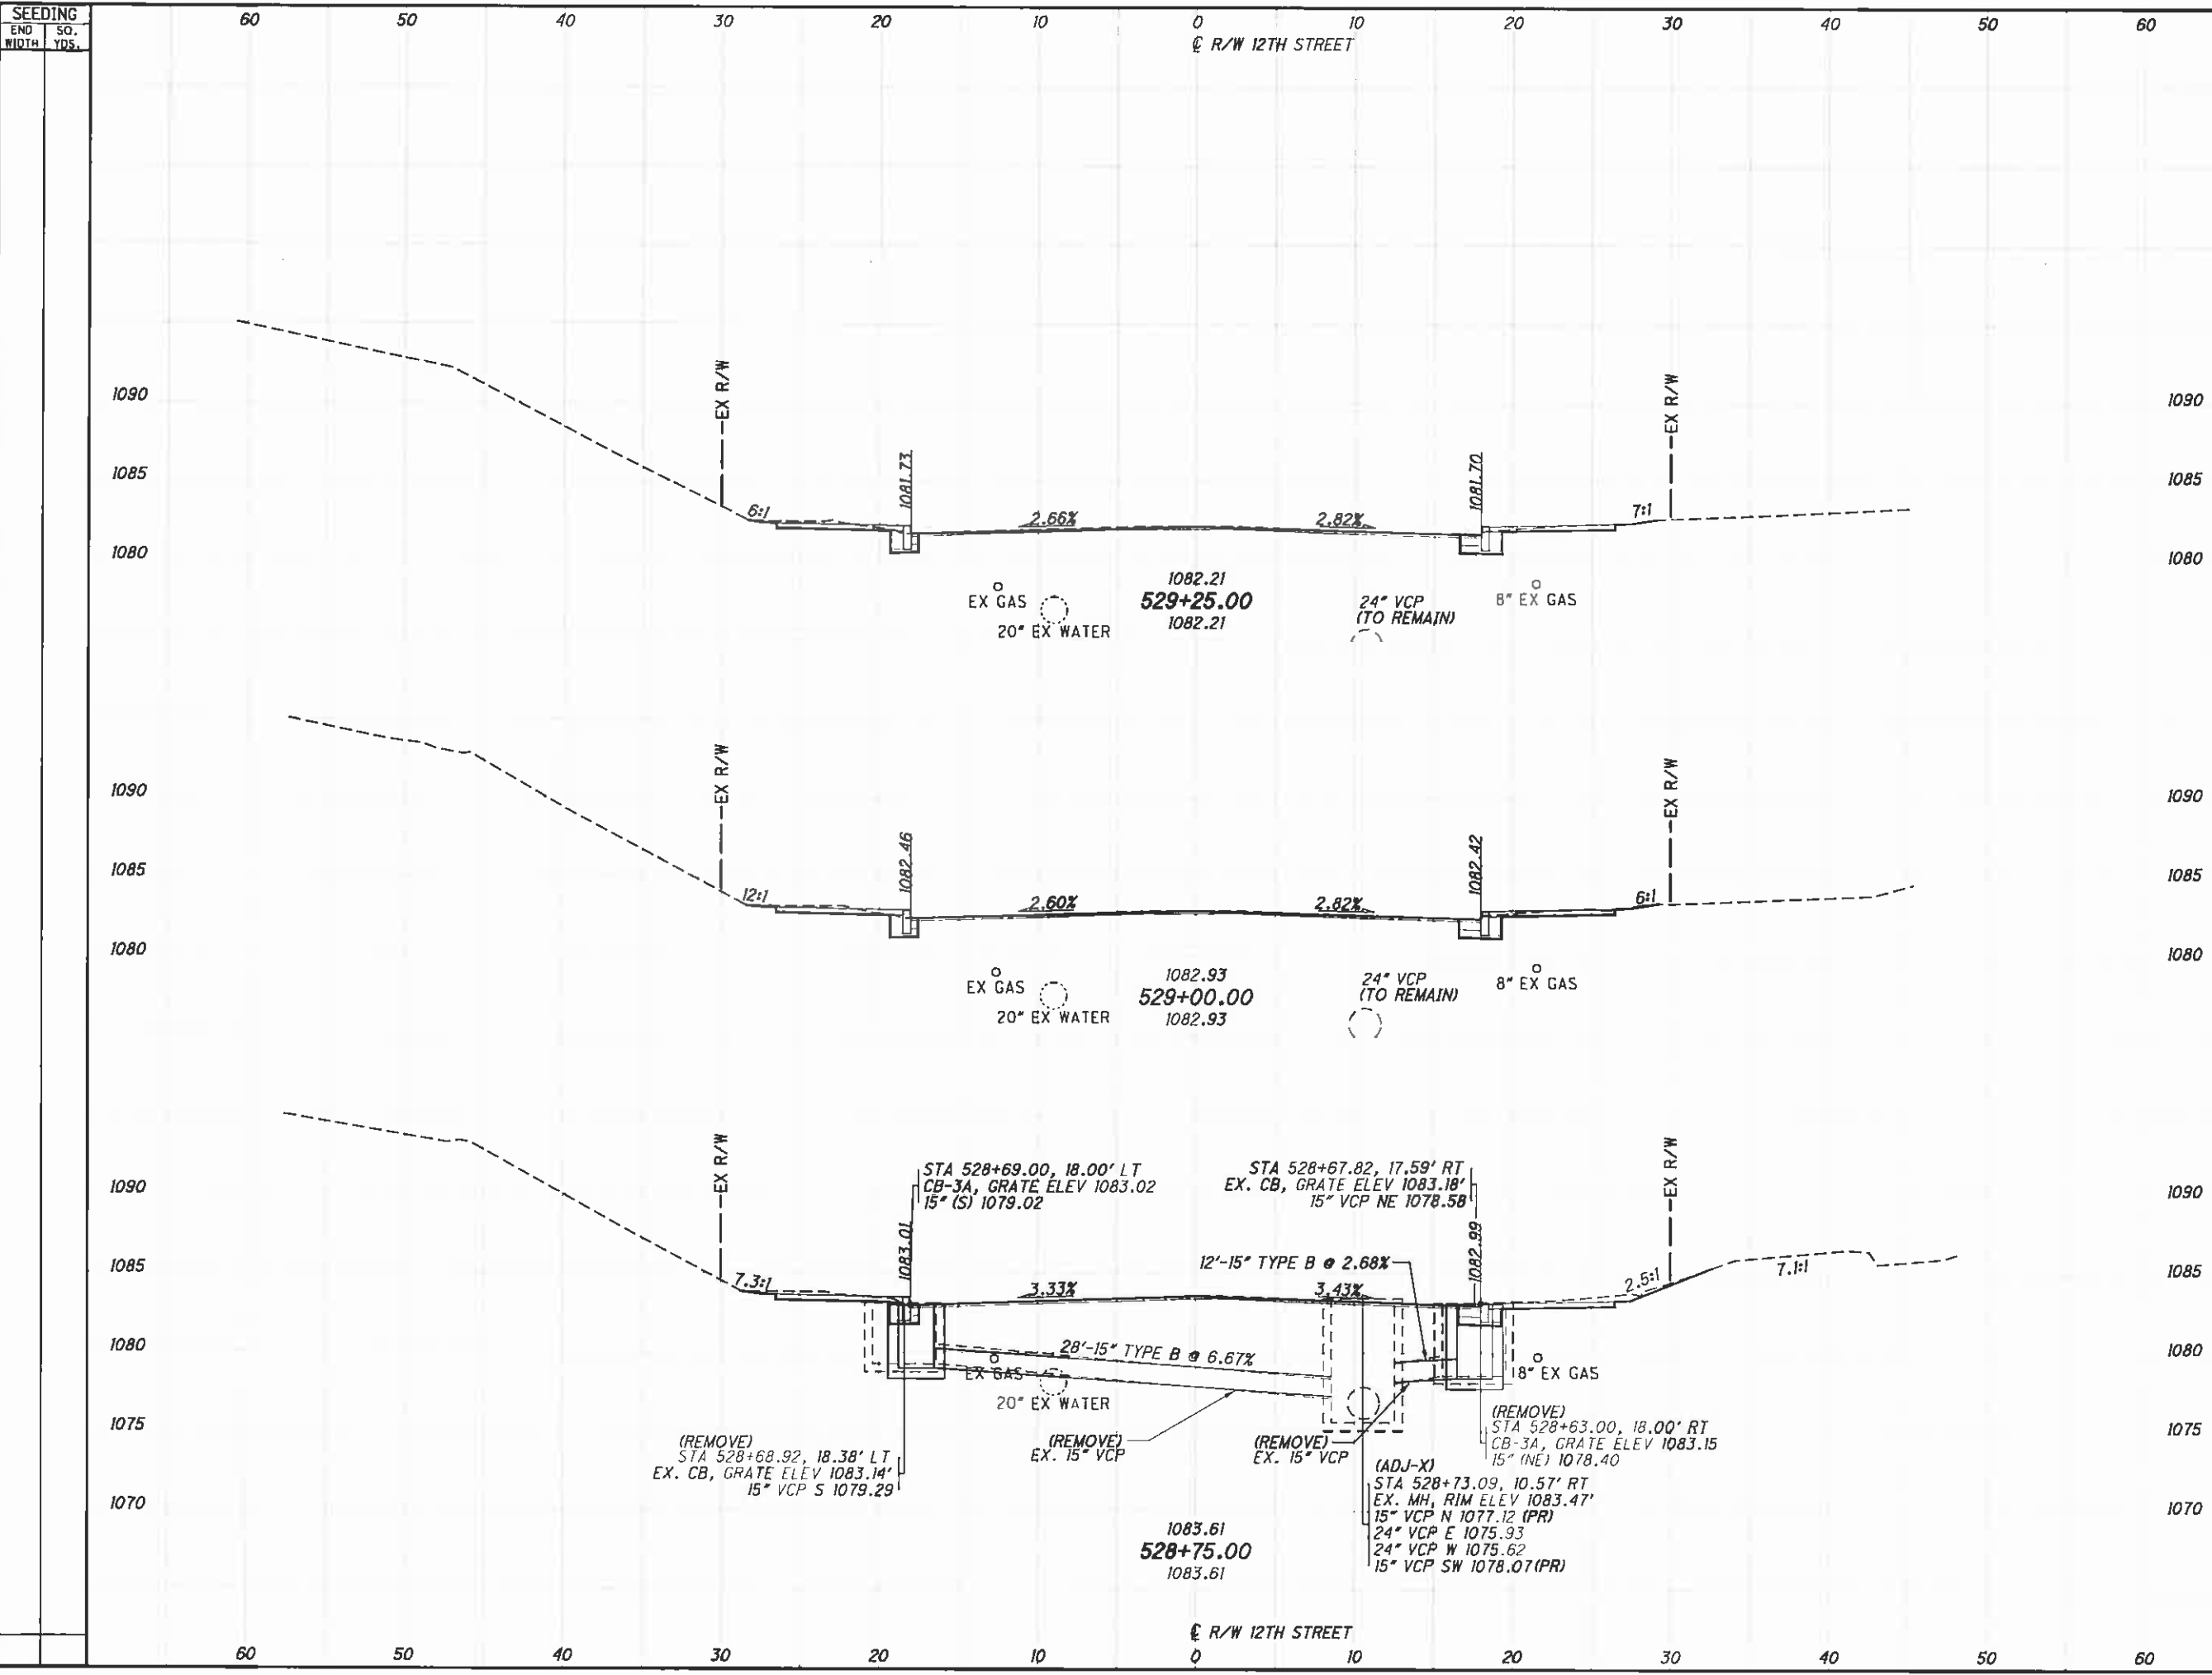 SEEDING
END WIDTH
SQ. YDS.
60 50 40 30 20 10 0 10 20 30 40 50 60
℄ R/W 12TH STREET
1090
1085
1080
EX R/W
6:1
1081.73
2.66%
2.82%
1081.70
7:1
EX R/W
1090
1085
1080
EX GAS
20" EX WATER
1082.21
529+25.00
1082.21
24" VCP
(TO REMAIN)
8" EX GAS
1090
1085
1080
EX R/W
12:1
1082.46
2.60%
2.82%
1082.42
6:1
EX R/W
1090
1085
1080
EX GAS
20" EX WATER
1082.93
529+00.00
1082.93
24" VCP
(TO REMAIN)
8" EX GAS
1090
1085
1080
1075
1070
EX R/W
7.3:1
1083.01
STA 528+69.00, 18.00' LT
CB-3A, GRATE ELEV 1083.02
15" (S) 1079.02
STA 528+67.82, 17.59' RT
EX. CB, GRATE ELEV 1083.18'
15" VCP NE 1078.58
12'-15" TYPE B @ 2.68%
1082.99
3.33%
3.43%
2.5:1
EX R/W
7.1:1
1090
1085
1080
1075
1070
28'-15" TYPE B @ 6.67%
EX GAS
20" EX WATER
8" EX GAS
(REMOVE)
STA 528+68.92, 18.38' LT
EX. CB, GRATE ELEV 1083.14'
15" VCP S 1079.29
(REMOVE)
EX. 15" VCP
(REMOVE)
EX. 15" VCP
(REMOVE)
STA 528+63.00, 18.00' RT
CB-3A, GRATE ELEV 1083.15
15" (NE) 1078.40
(ADJ-X)
STA 528+73.09, 10.57' RT
EX. MH, RIM ELEV 1083.47'
15" VCP N 1077.12 (PR)
24" VCP E 1075.93
24" VCP W 1075.62
15" VCP SW 1078.07(PR)
1083.61
528+75.00
1083.61
℄ R/W 12TH STREET
60 50 40 30 20 10 0 10 20 30 40 50 60